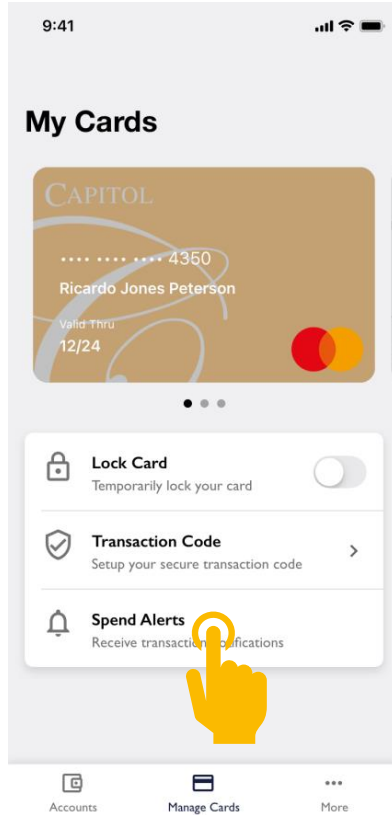 9:41
My Cards
CAPITOL
•••• •••• •••• 4350
Ricardo Jones Peterson
Valid Thru
12/24
Lock Card
Temporarily lock your card
Transaction Code
Setup your secure transaction code
Spend Alerts
Receive transaction notifications
Accounts
Manage Cards
More